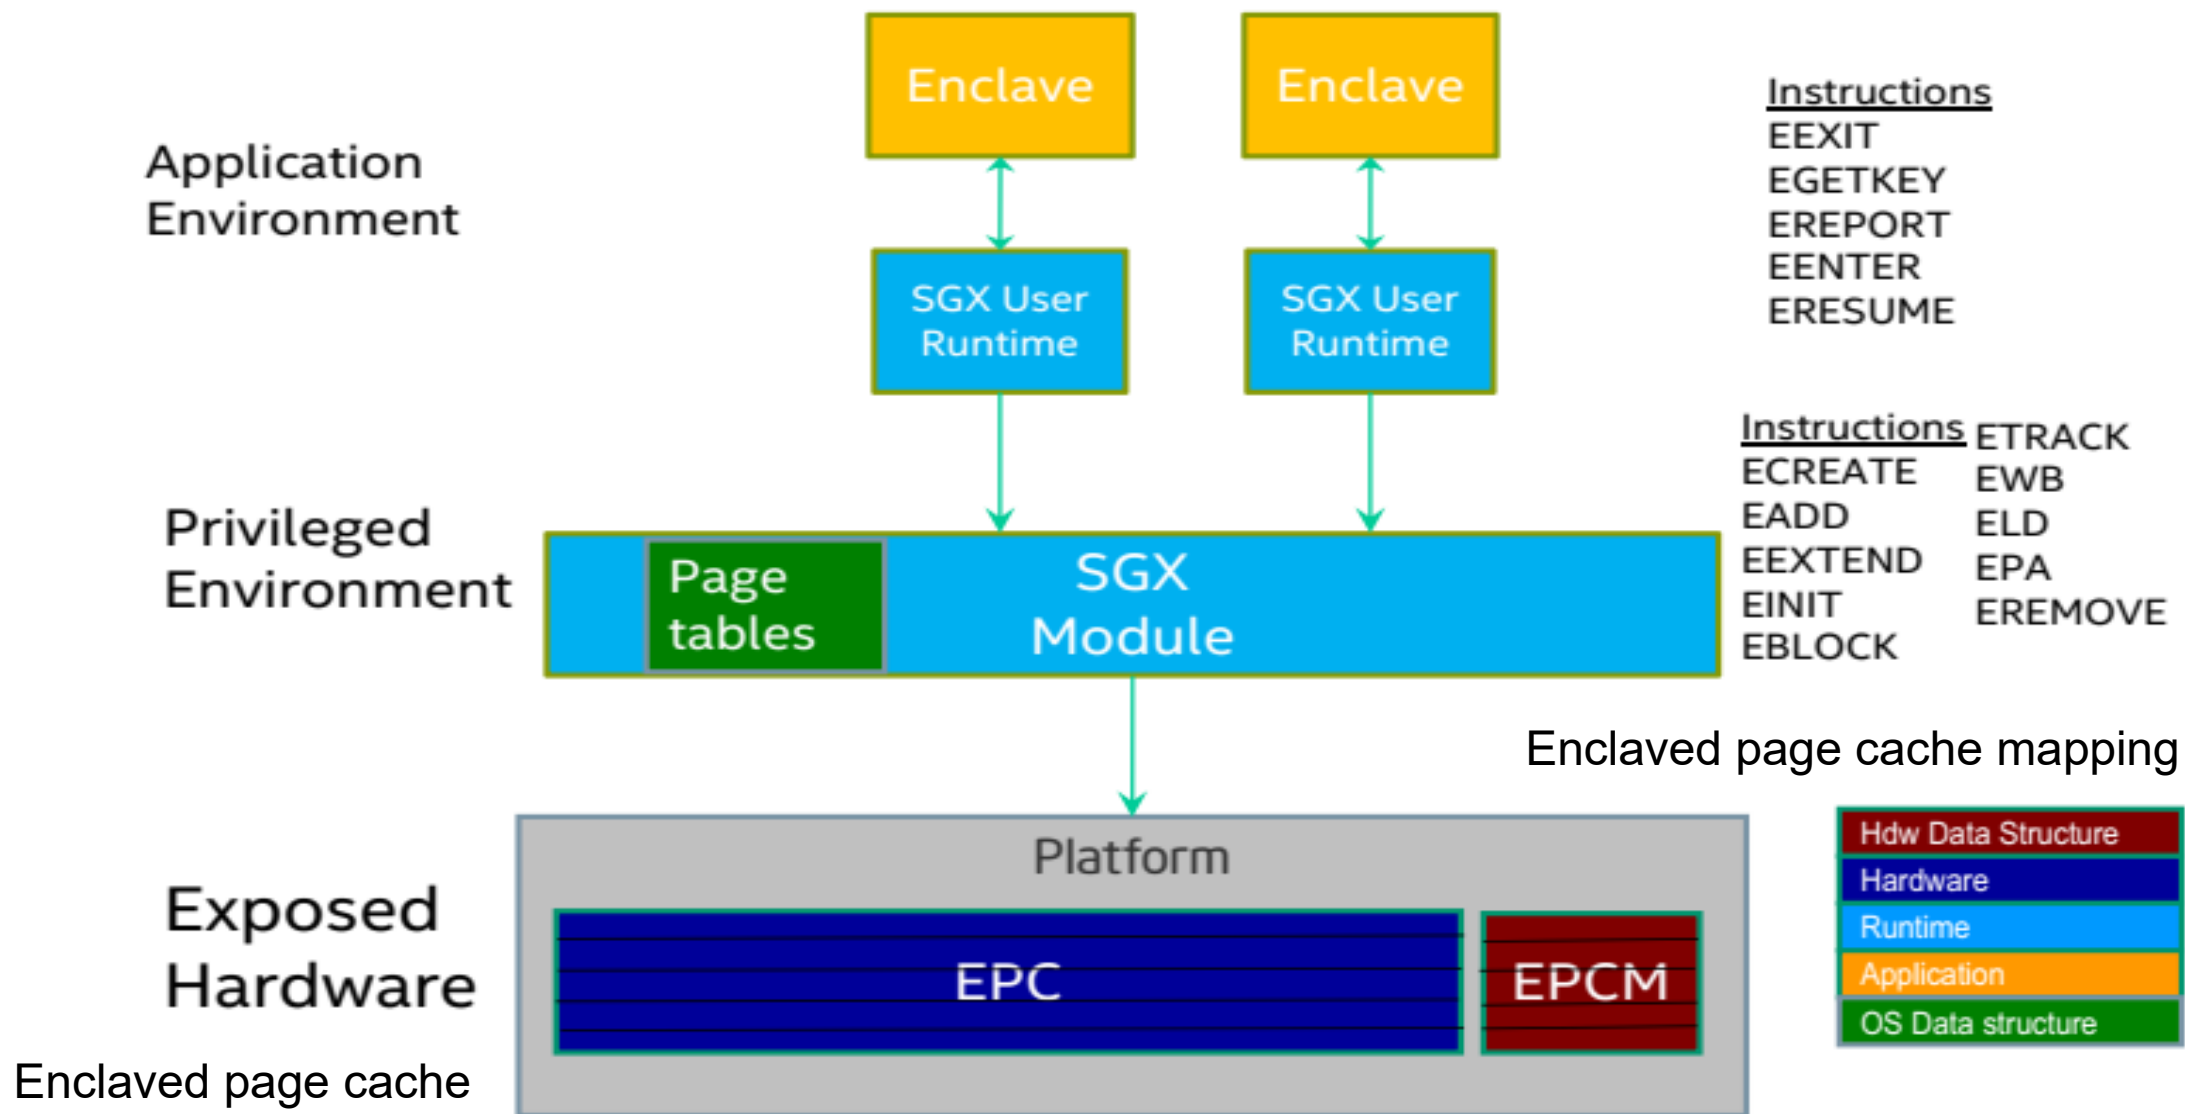 Enclave
Enclave
Application
Environment
SGX User
Runtime
SGX User
Runtime
Instructions
EEXIT
EGETKEY
EREPORT
EENTER
ERESUME
Privileged
Environment
Page
tables
SGX
Module
Instructions
ECREATE
EADD
EEXTEND
EINIT
EBLOCK
ETRACK
EWB
ELD
EPA
EREMOVE
Enclaved page cache mapping
Exposed
Hardware
Platform
EPC
EPCM
Hdw Data Structure
Hardware
Runtime
Application
OS Data structure
Enclaved page cache